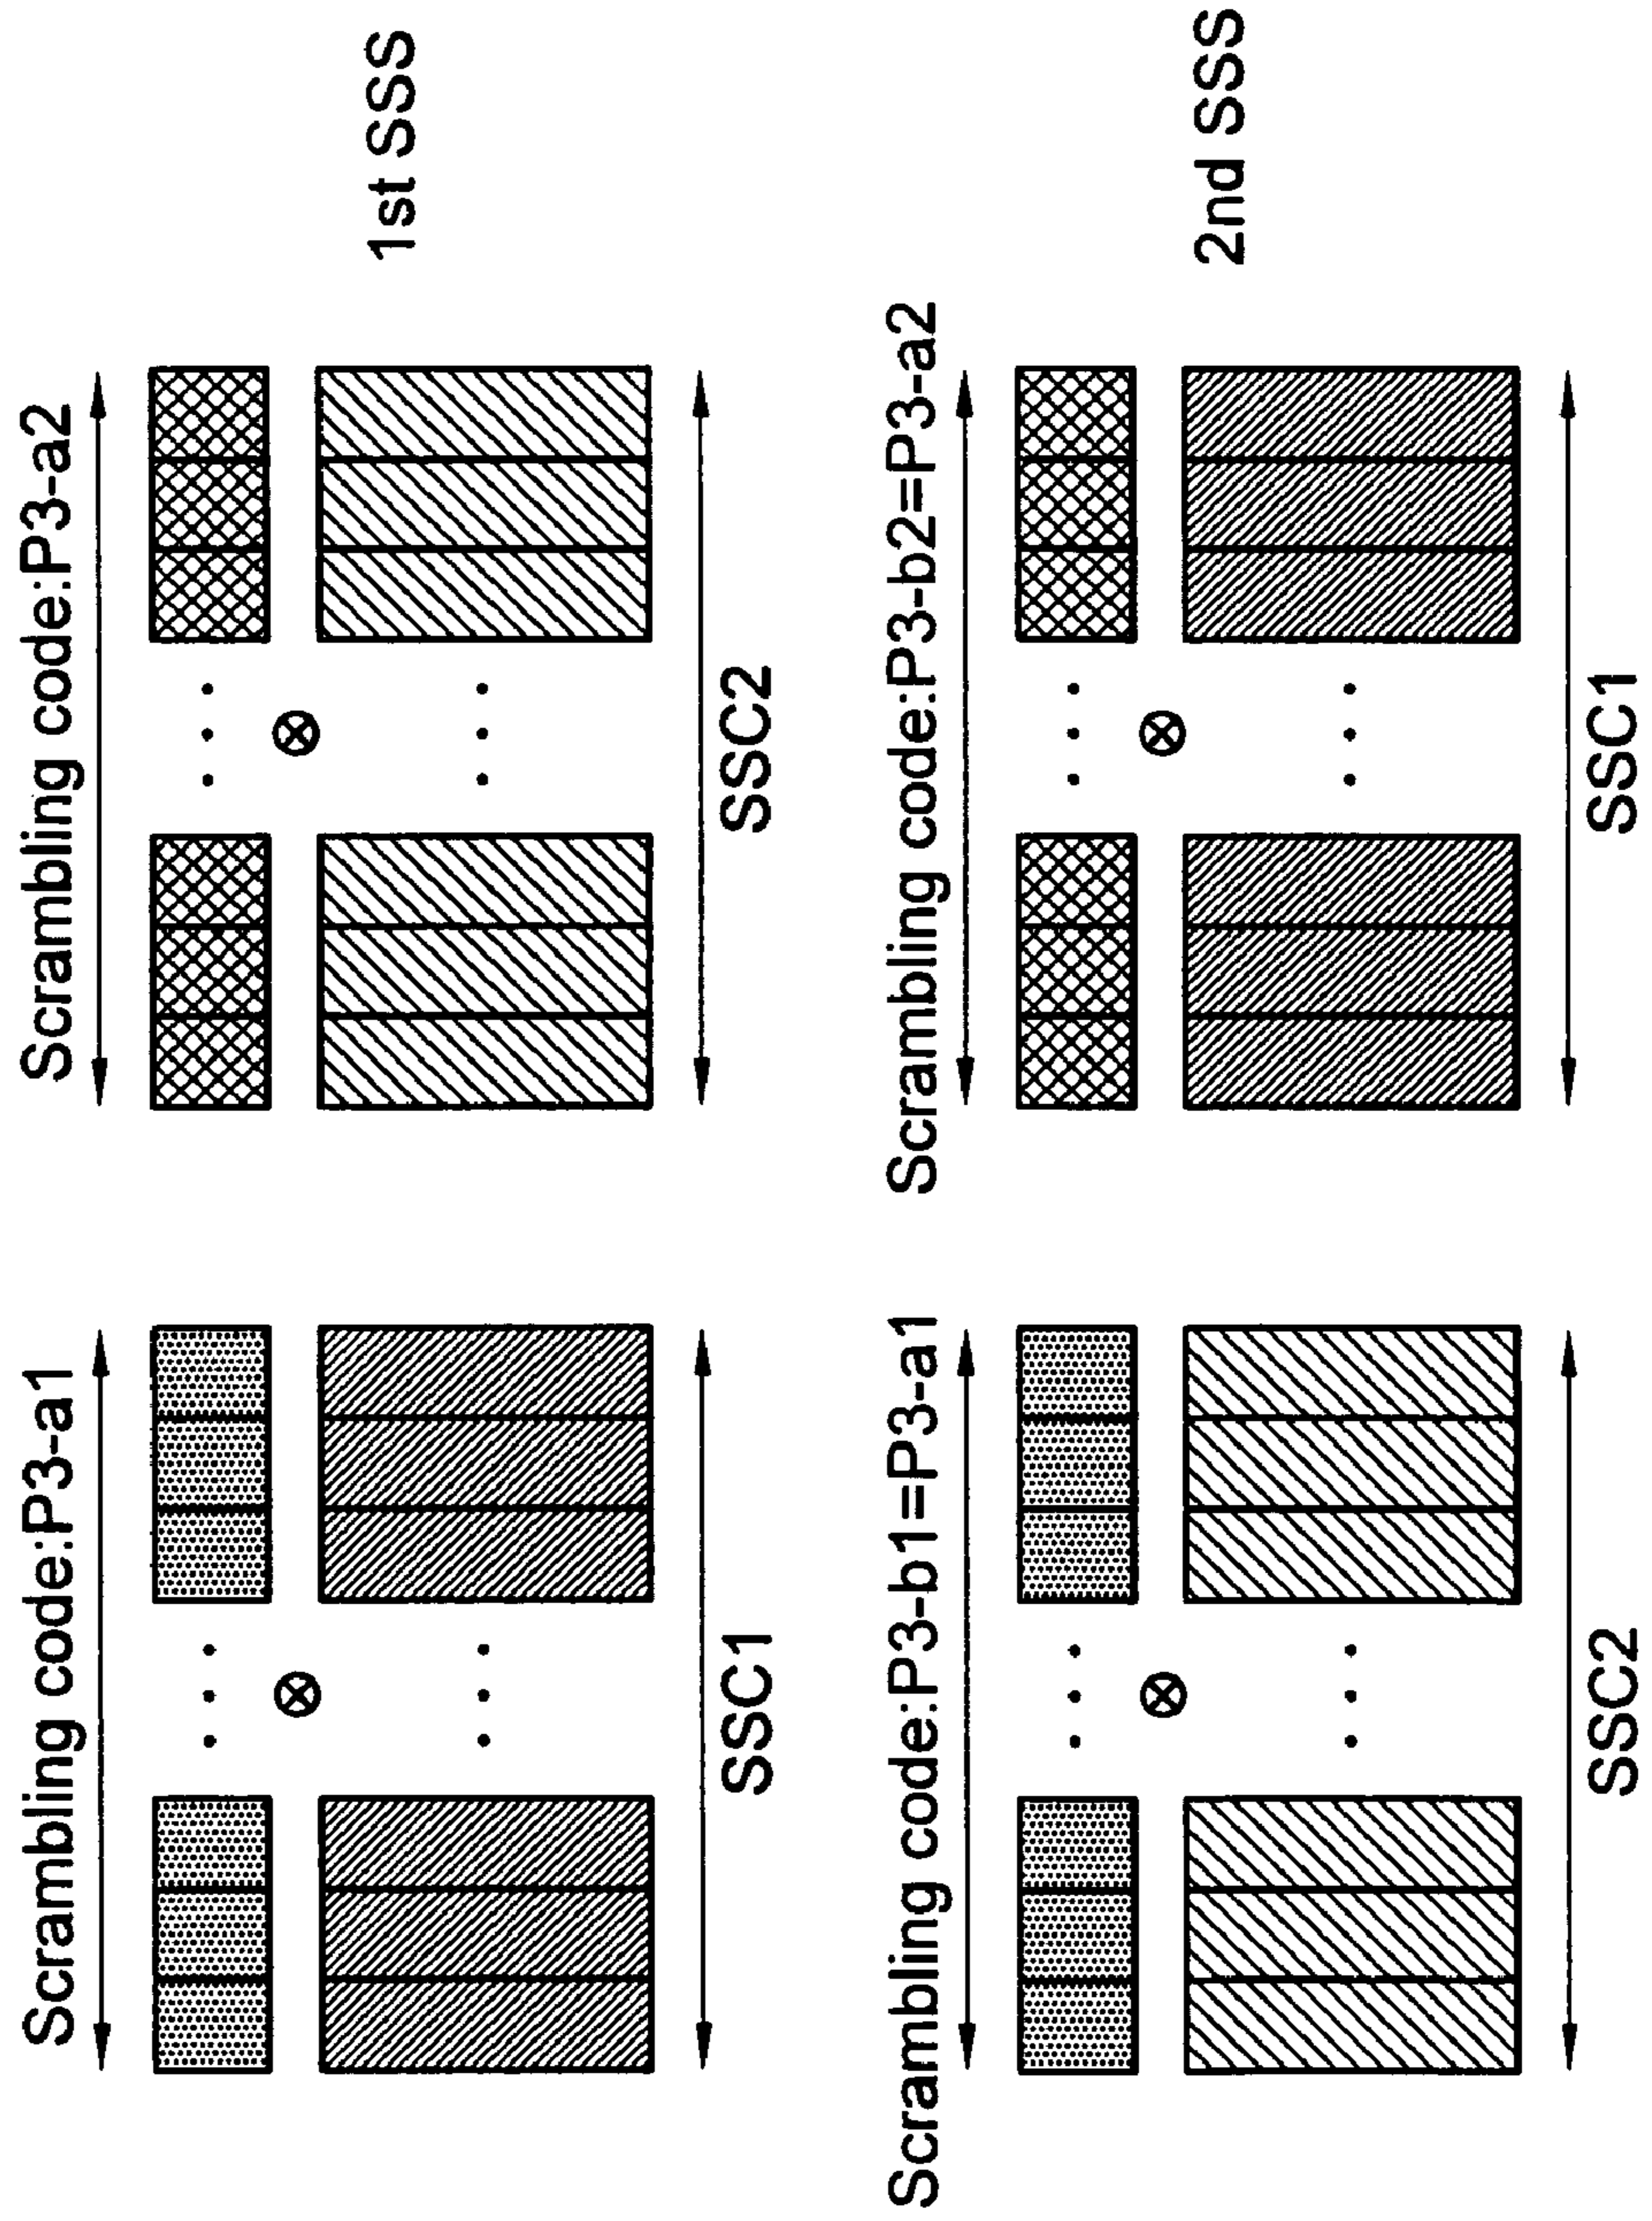 Scrambling code:P3-a1
Scrambling code:P3-a2
SSC1
SSC2
1st SSS
Scrambling code:P3-b1=P3-a1
Scrambling code:P3-b2=P3-a2
SSC2
SSC1
2nd SSS